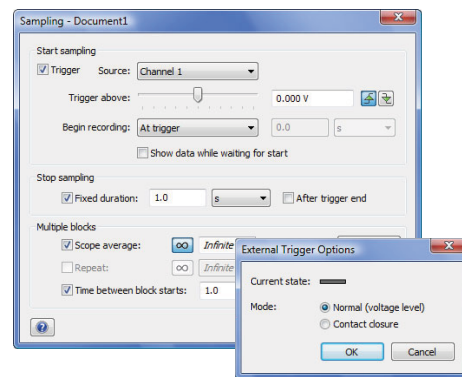 Sampling - Document1
Start sampling
Trigger Source: Channel 1
Trigger above: 0.000 V
Begin recording: At trigger 0.0 s
Show data while waiting for start
Stop sampling
Fixed duration: 1.0 s After trigger end
Multiple blocks
Scope average: ∞ Infinite
Repeat: ∞ Infinite
Time between block starts: 1.0
?
External Trigger Options
Current state:
Mode: Normal (voltage level)
Contact closure
OK Cancel